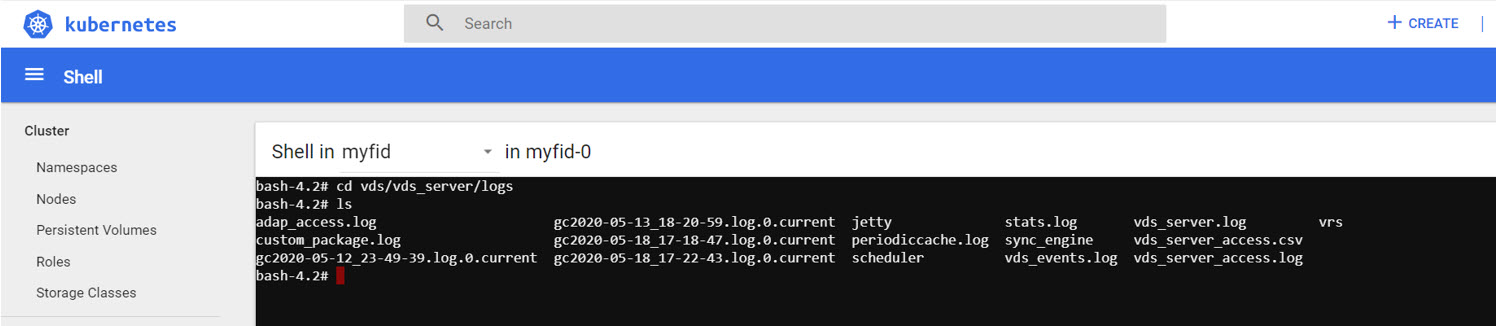 kubernetes Search + CREATE
Shell
Cluster
Namespaces
Nodes
Persistent Volumes
Roles
Storage Classes
Shell in myfid in myfid-0
bash-4.2# cd vds/vds_server/logs
bash-4.2# ls
adap_access.log gc2020-05-13_18-20-59.log.0.current jetty stats.log vds_server.log vrs
custom_package.log gc2020-05-18_17-18-47.log.0.current periodiccache.log sync_engine vds_server_access.csv
gc2020-05-12_23-49-39.log.0.current gc2020-05-18_17-22-43.log.0.current scheduler vds_events.log vds_server_access.log
bash-4.2#